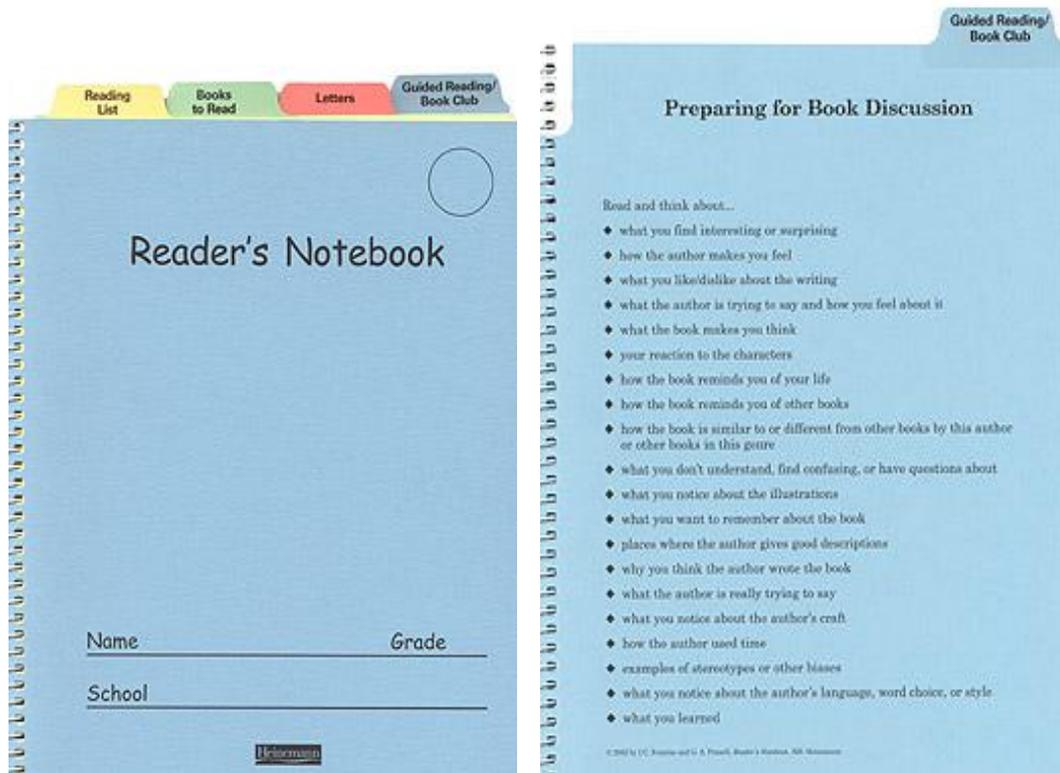 Reading
List
Books
to Read
Letters
Guided Reading/
Book Club
Reader's Notebook
Name Grade
School
Heinemann
Guided Reading/
Book Club
Preparing for Book Discussion
Read and think about...
◆ what you find interesting or surprising
◆ how the author makes you feel
◆ what you like/dislike about the writing
◆ what the author is trying to say and how you feel about it
◆ what the book makes you think
◆ your reaction to the characters
◆ how the book reminds you of your life
◆ how the book reminds you of other books
◆ how the book is similar to or different from other books by this author
or other books in this genre
◆ what you don't understand, find confusing, or have questions about
◆ what you notice about the illustrations
◆ what you want to remember about the book
◆ places where the author gives good descriptions
◆ why you think the author wrote the book
◆ what the author is really trying to say
◆ what you notice about the author's craft
◆ how the author used time
◆ examples of stereotypes or other biases
◆ what you notice about the author's language, word choice, or style
◆ what you learned